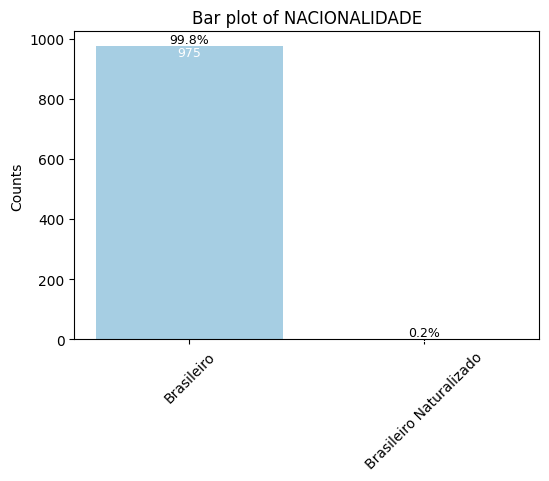 Bar plot of NACIONALIDADE
Counts
1000
800
600
400
200
0
99.8%
975
0.2%
Brasileiro
Brasileiro Naturalizado